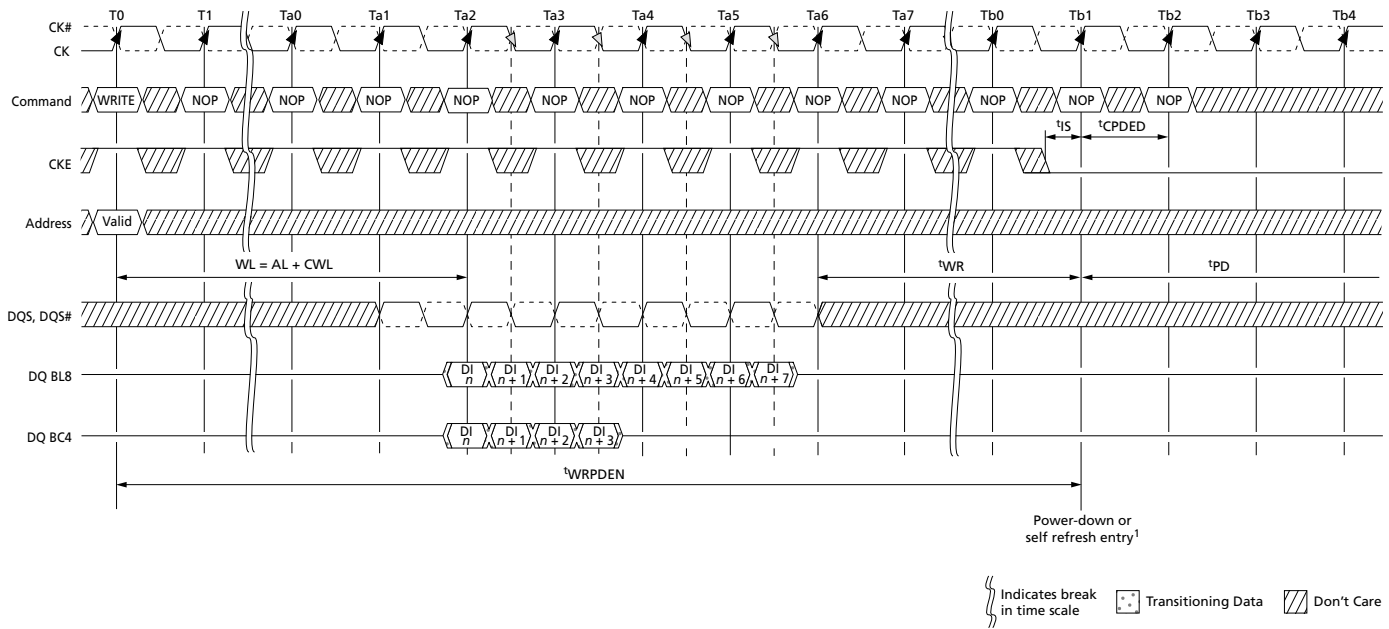 T0 T1 Ta0 Ta1 Ta2 Ta3 Ta4 Ta5 Ta6 Ta7 Tb0 Tb1 Tb2 Tb3 Tb4
CK#
CK
Command WRITE NOP NOP NOP NOP NOP NOP NOP NOP NOP NOP NOP NOP
tIS tCPDED
CKE
Address Valid
WL = AL + CWL tWR tPD
DQS, DQS#
DQ BL8 DI n DI n + 1 DI n + 2 DI n + 3 DI n + 4 DI n + 5 DI n + 6 DI n + 7
DQ BC4 DI n DI n + 1 DI n + 2 DI n + 3
tWRPDEN
Power-down or
self refresh entry1
Indicates break
in time scale
Transitioning Data
Don't Care